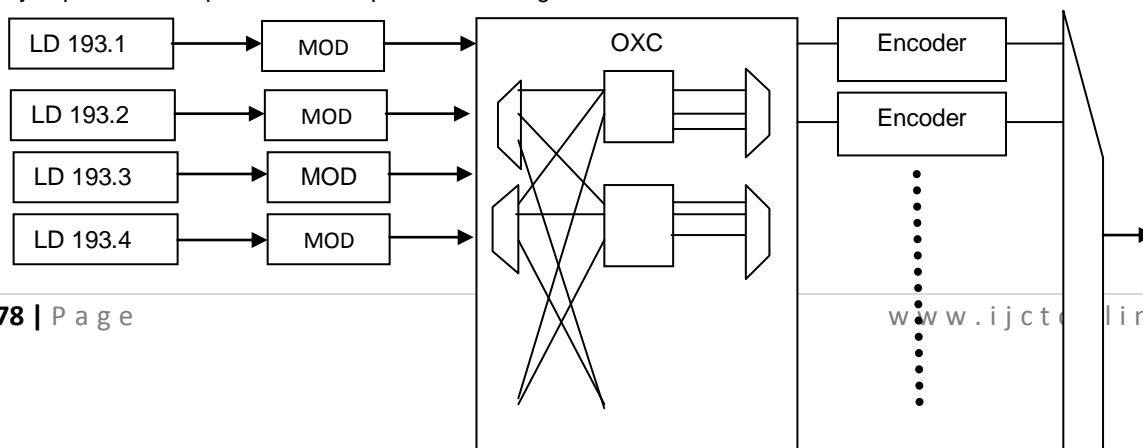 LD 193.1 MOD OXC Encoder
LD 193.2 MOD Encoder
LD 193.3 MOD
LD 193.4 MOD
78 | Page